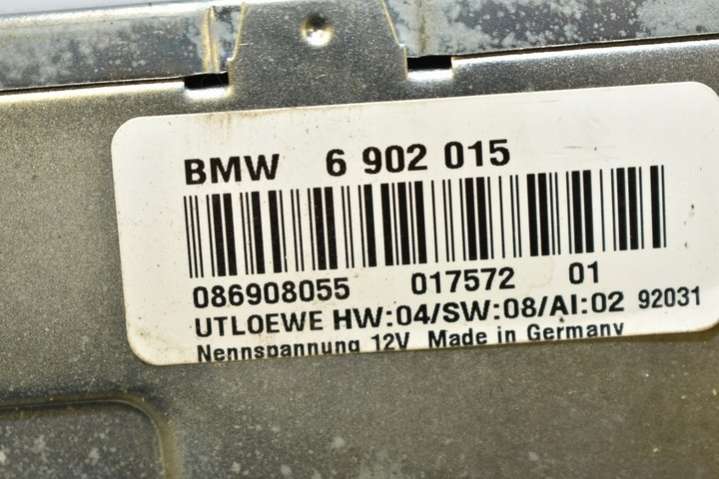 BMW 6 902 015
086908055 017572 01
UTLOEWE HW:04/SW:08/AI:02 92031
Nennspannung 12V Made in Germany